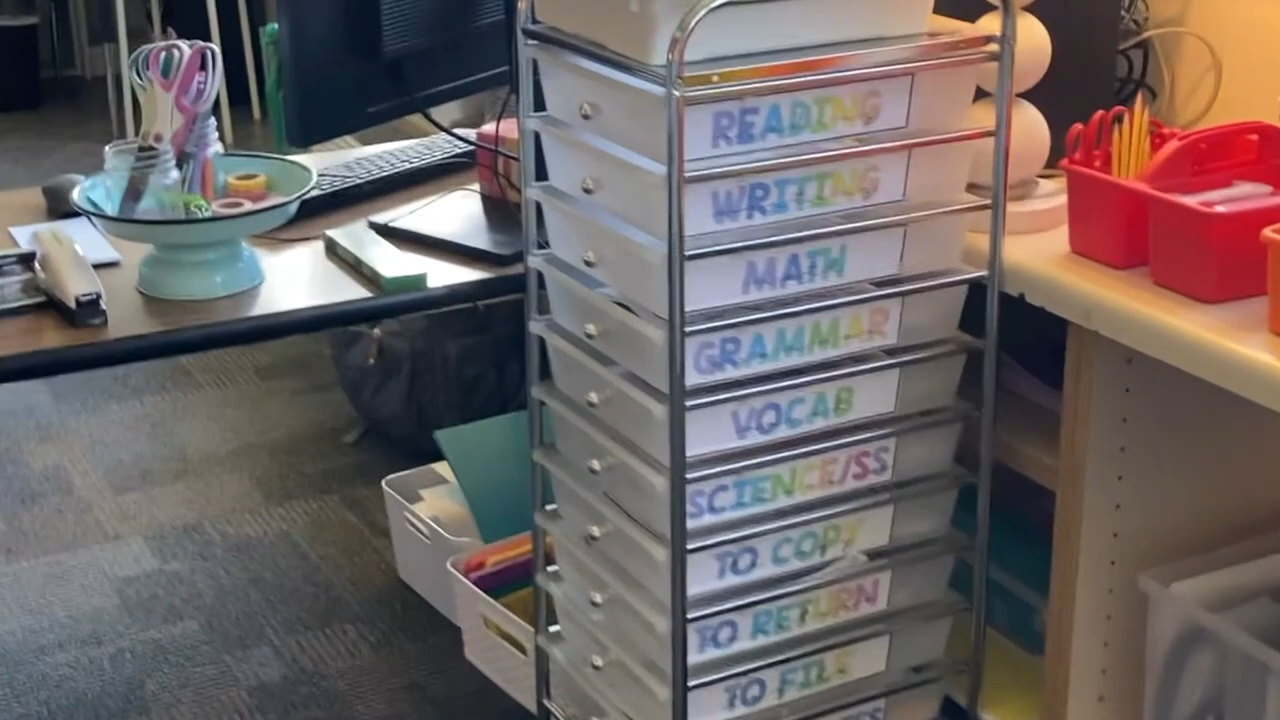 READING
WRITING
MATH
GRAMMAR
VOCAB
SCIENCE/SS
TO COPY
TO RETURN
TO FILE